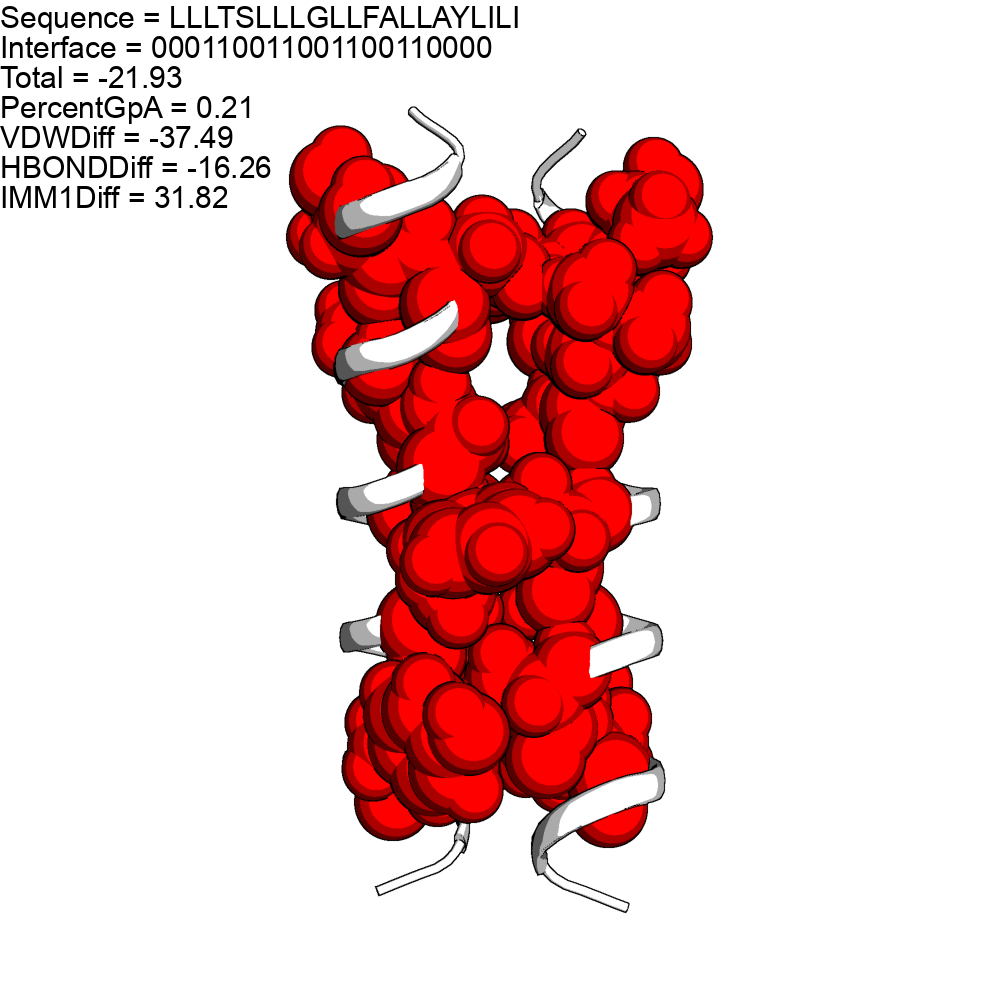 Sequence = LLLTSLLLGLLFALLAYLILI
Interface = 000110011001100110000
Total = -21.93
PercentGpA = 0.21
VDWDiff = -37.49
HBONDDiff = -16.26
IMM1Diff = 31.82